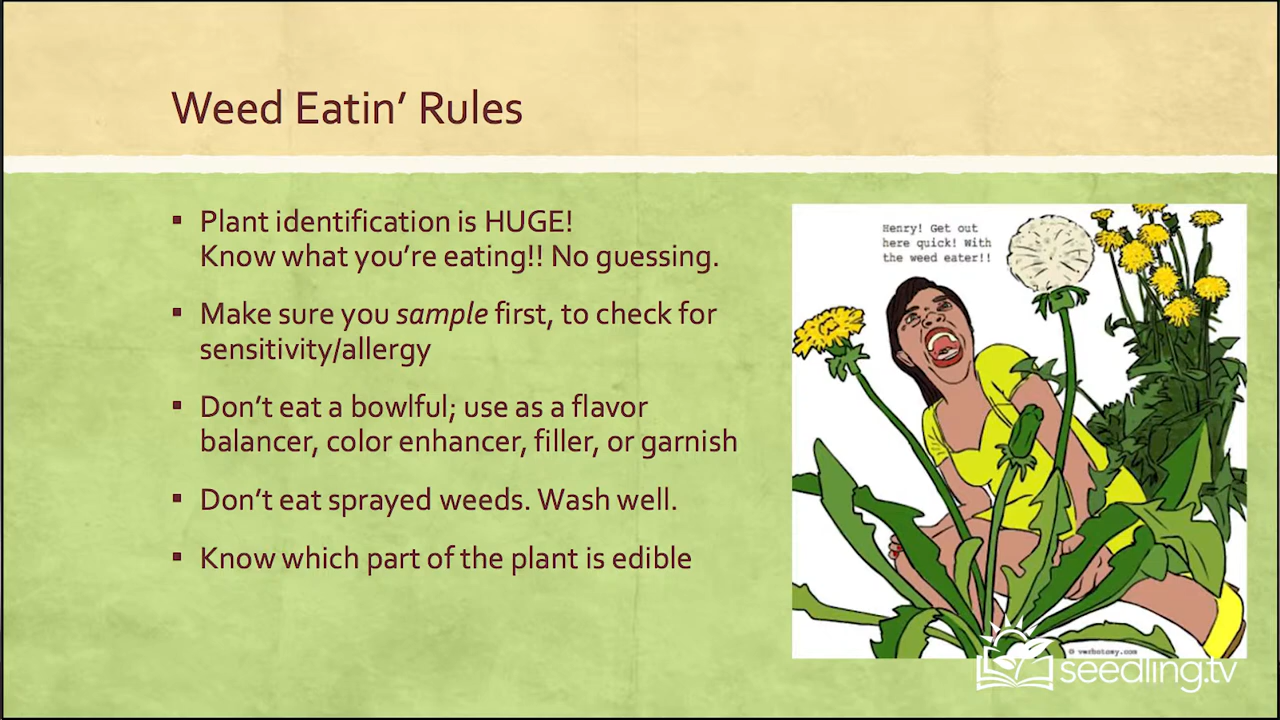 Weed Eatin’ Rules
▪ Plant identification is HUGE!
Know what you’re eating!! No guessing.
▪ Make sure you sample first, to check for
sensitivity/allergy
▪ Don’t eat a bowlful; use as a flavor
balancer, color enhancer, filler, or garnish
▪ Don’t eat sprayed weeds. Wash well.
▪ Know which part of the plant is edible
Henry! Get out
here quick! With
the weed eater!!
© verbotomy.com
seedling.tv